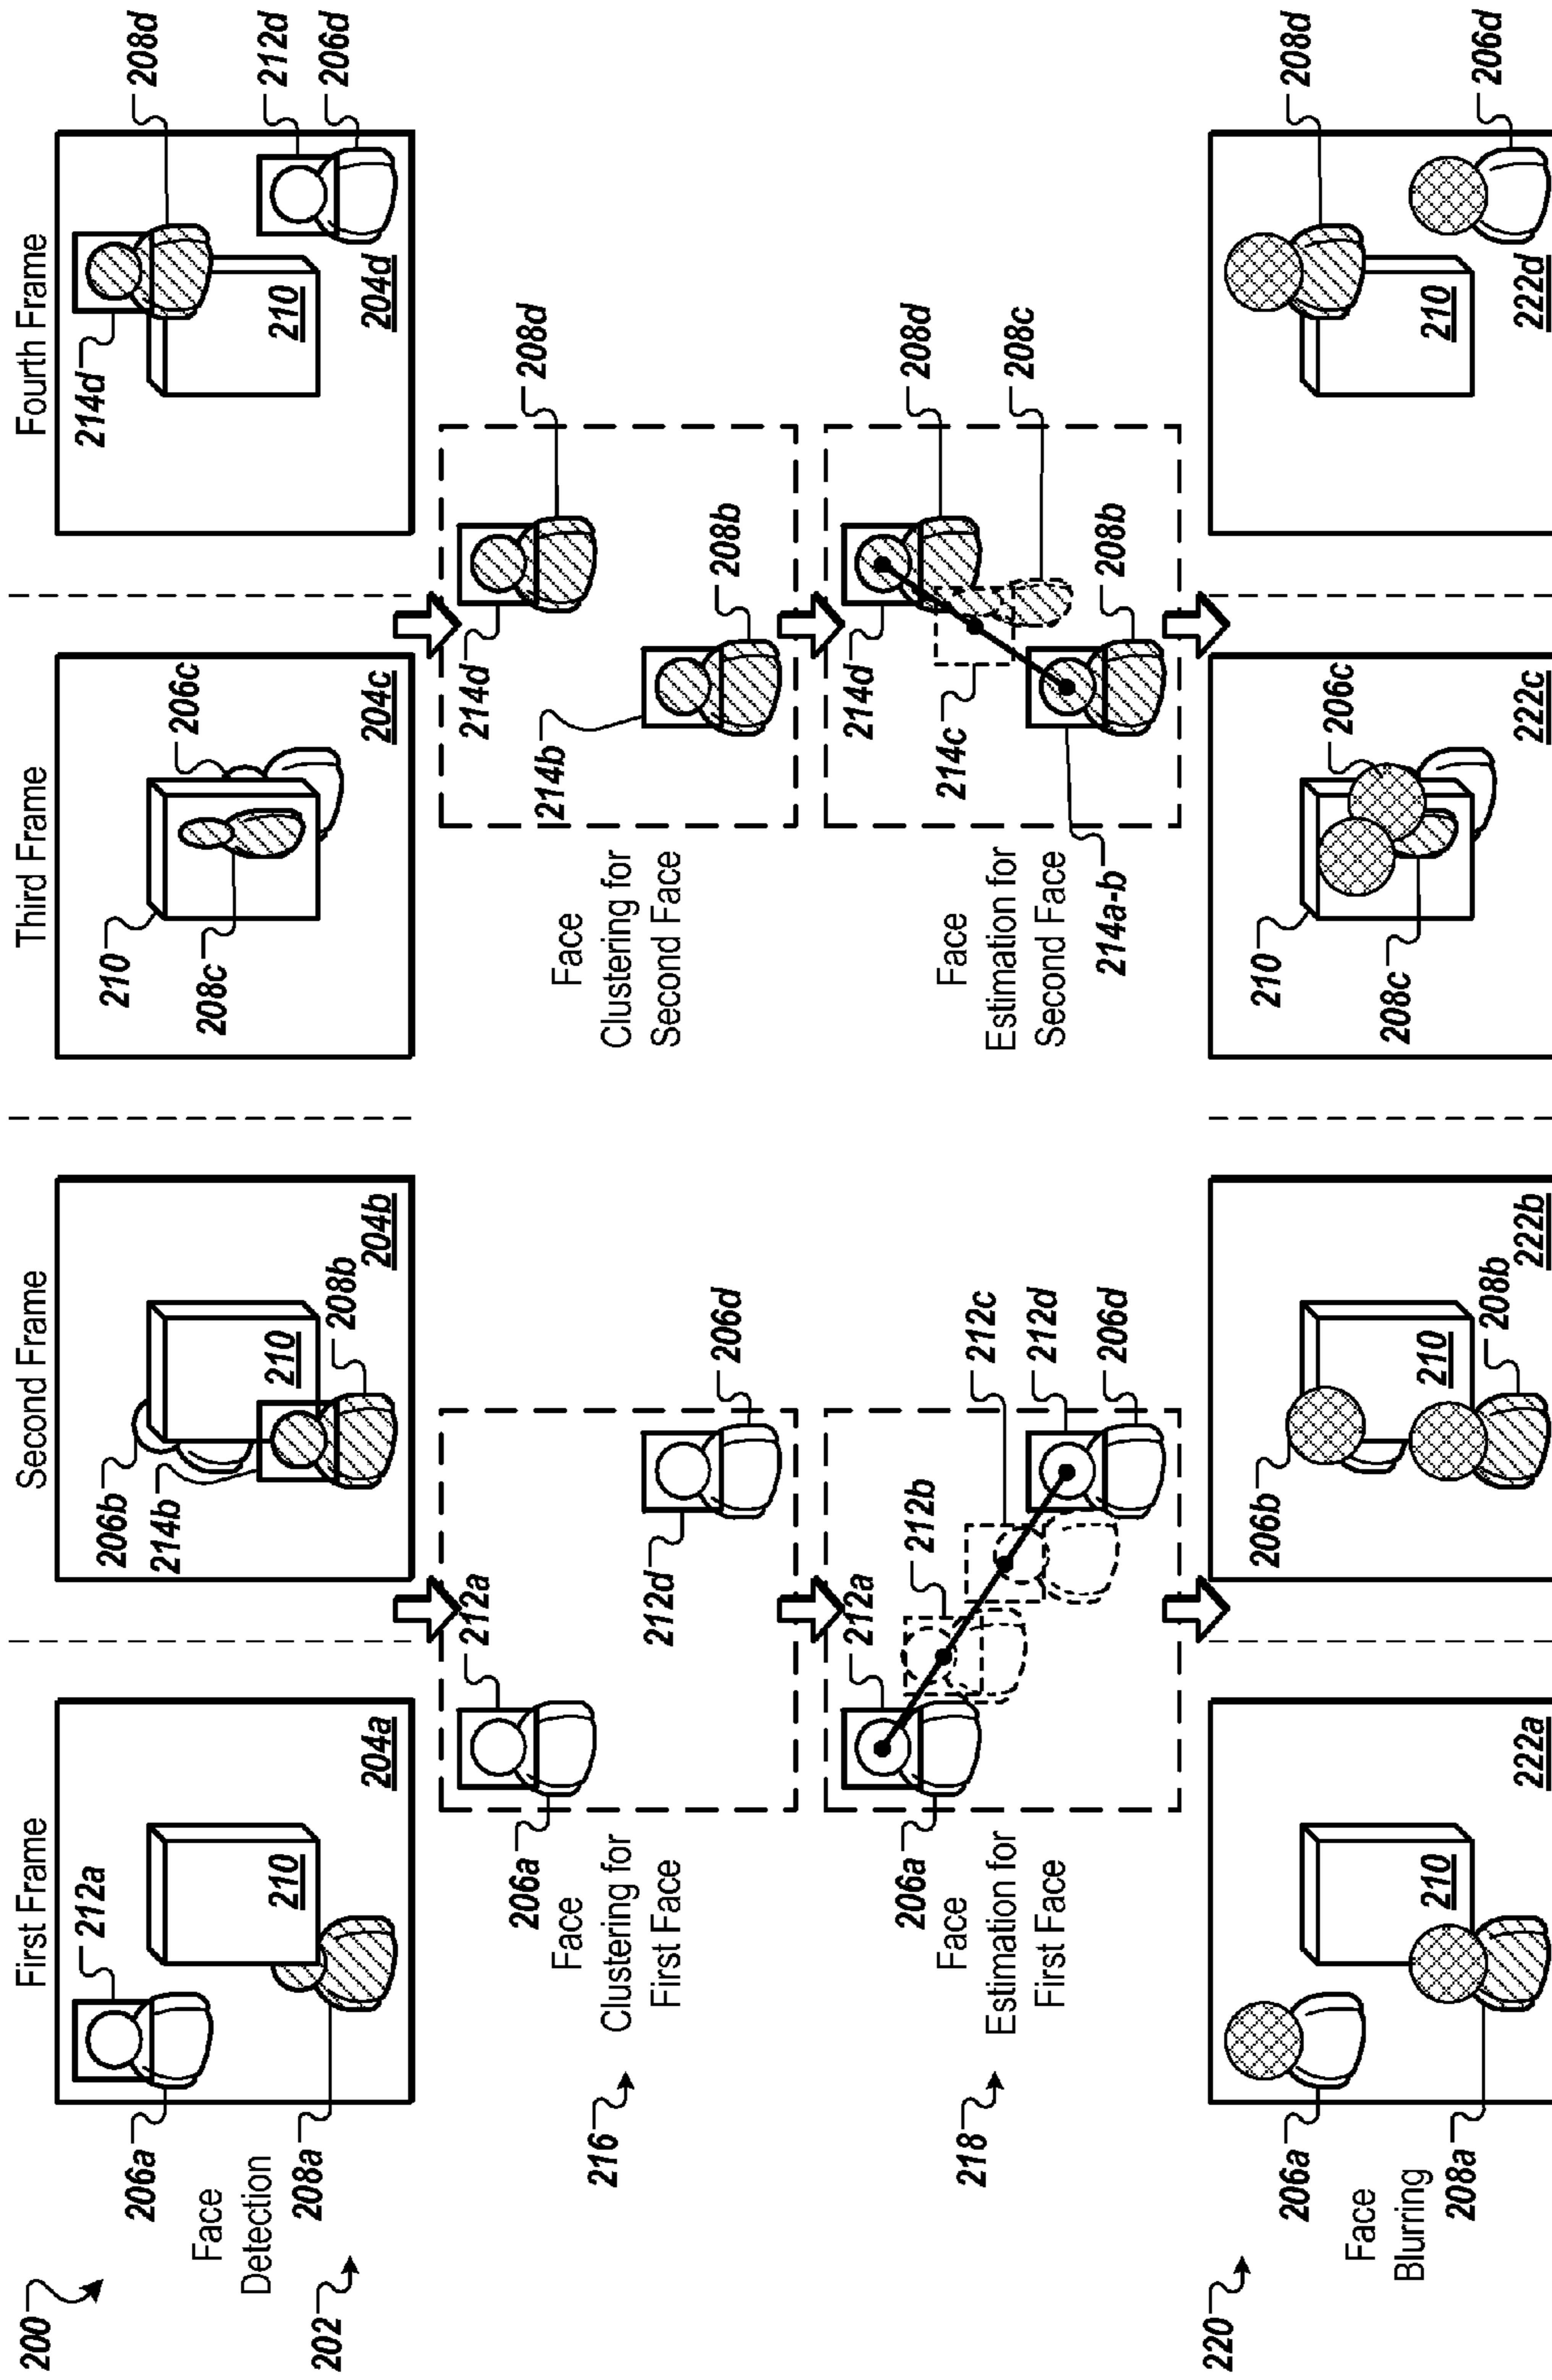 200
First Frame
Second Frame
Third Frame
Fourth Frame
206a
212a
210
204a
208a
Face
Detection
202
206b
214b
210
208b
204b
210
206c
208c
204c
214d
208d
210
212d
206d
204d
216
Face
Clustering for
First Face
206a
212a
212d
206d
Face
Clustering for
Second Face
214b
214d
208d
208b
218
Face
Estimation for
First Face
206a
212a
212b
212c
212d
206d
Face
Estimation for
Second Face
214a-b
214c
214d
208d
208c
208b
220
Face
Blurring
206a
208a
210
222a
206b
210
208b
222b
210
206c
208c
222c
208d
210
206d
222d